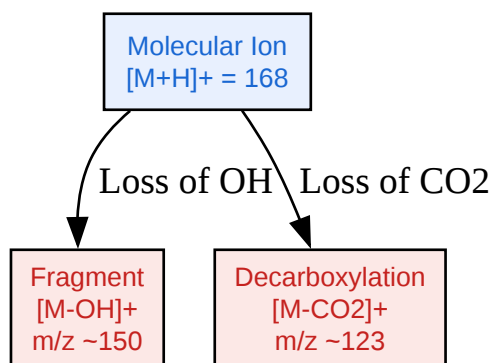 Molecular Ion
[M+H]+ = 168
Loss of OH
Loss of CO2
Fragment
[M-OH]+
m/z ~150
Decarboxylation
[M-CO2]+
m/z ~123